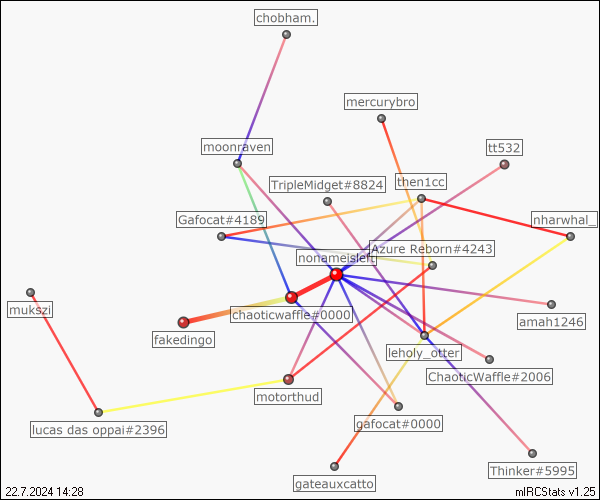 chobham.
mercurybro
moonraven
tt532
TripleMidget#8824
then1cc
Gafocat#4189
nharwhal_
Azure Reborn#4243
nonameisleft
mukszi
chaoticwaffle#0000
amah1246
fakedingo
leholy_otter
ChaoticWaffle#2006
motorthud
lucas das oppai#2396
gafocat#0000
Thinker#5995
gateauxcatto
22.7.2024 14:28
mIRCStats v1.25